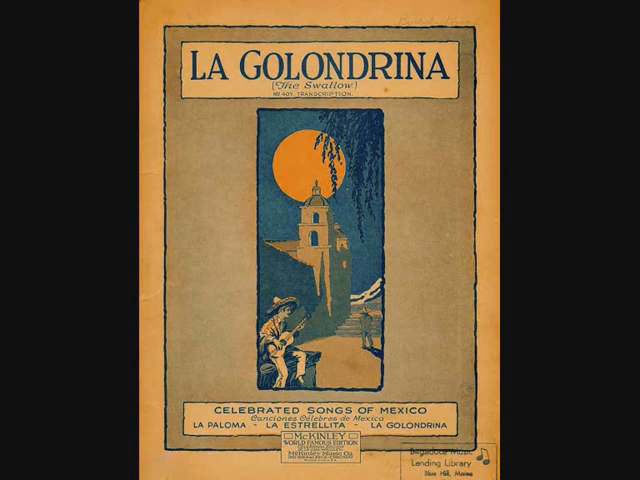 LA GOLONDRINA
(The Swallow)
No 407. TRANSCRIPTION.
CELEBRATED SONGS OF MEXICO
Canciones Célebres de Mexico
LA PALOMA - LA ESTRELLITA - LA GOLONDRINA
McKINLEY
WORLD FAMOUS EDITION
McKinley Music Co
Bagaduce Music
Lending Library
Blue Hill, Maine